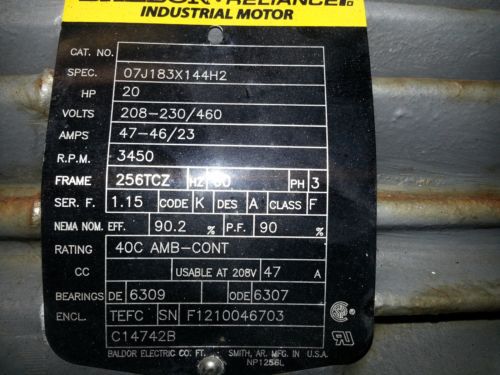 BALDOR • RELIANCE
INDUSTRIAL MOTOR
CAT. NO.
SPEC. 07J183X144H2
HP 20
VOLTS 208-230/460
AMPS 47-46/23
R.P.M. 3450
FRAME 256TCZ HZ 60 PH 3
SER. F. 1.15 CODE K DES A CLASS F
NEMA NOM. EFF. 90.2 % P.F. 90 %
RATING 40C AMB-CONT
CC USABLE AT 208V 47 A
BEARINGS DE 6309 ODE 6307
ENCL. TEFC SN F1210046703
C14742B
BALDOR ELECTRIC CO. FT. SMITH, AR. MFG. IN U.S.A.
NP1256L